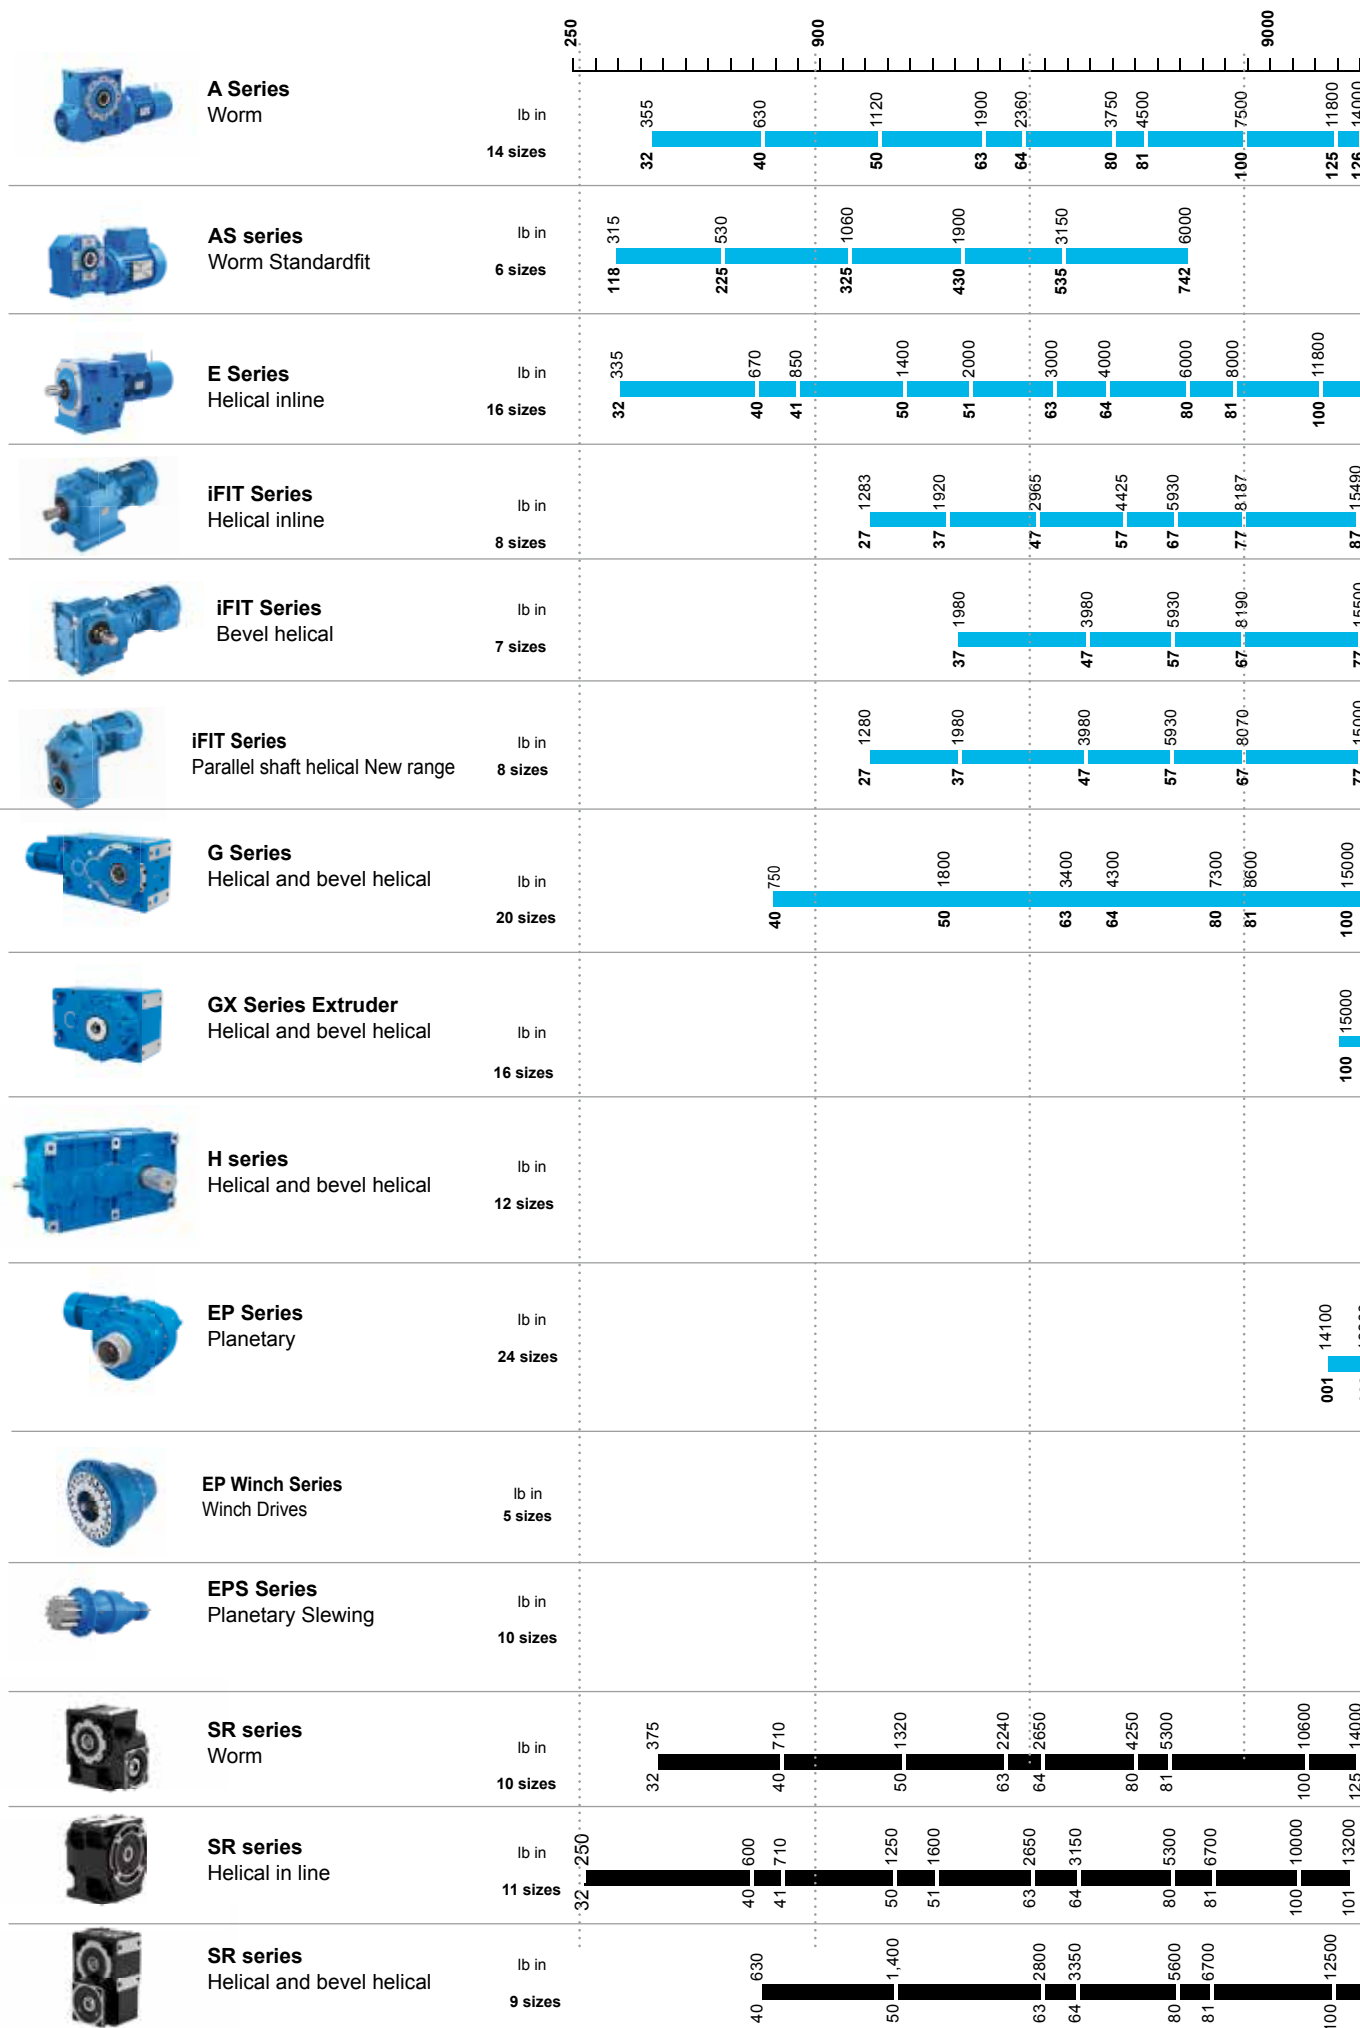 250 900 9000
A Series
Worm
lb in
14 sizes
355 630 1120 1900 2360 3750 4500 7500 11800 14000
32 40 50 63 64 80 81 100 125 126
AS series
Worm Standardfit
lb in
6 sizes
315 530 1060 1900 3150 6000
118 225 325 430 535 742
E Series
Helical inline
lb in
16 sizes
335 670 850 1400 2000 3000 4000 6000 8000 11800
32 40 41 50 51 63 64 80 81 100
iFIT Series
Helical inline
lb in
8 sizes
1283 1920 2965 4425 5930 8187 15490
27 37 47 57 67 77 87
iFIT Series
Bevel helical
lb in
7 sizes
1980 3980 5930 8190 15500
37 47 57 67 77
iFIT Series
Parallel shaft helical New range
lb in
8 sizes
1280 1980 3980 5930 8070 15000
27 37 47 57 67 77
G Series
Helical and bevel helical
lb in
20 sizes
750 1800 3400 4300 7300 8600 15000
40 50 63 64 80 81 100
GX Series Extruder
Helical and bevel helical
lb in
16 sizes
15000
100
H series
Helical and bevel helical
lb in
12 sizes
EP Series
Planetary
lb in
24 sizes
14100
001
EP Winch Series
Winch Drives
lb in
5 sizes
EPS Series
Planetary Slewing
lb in
10 sizes
SR series
Worm
lb in
10 sizes
375 710 1320 2240 2650 4250 5300 10600 14000
32 40 50 63 64 80 81 100 125
SR series
Helical in line
lb in
11 sizes
250 600 710 1250 1600 2650 3150 5300 6700 10000 13200
32 40 41 50 51 63 64 80 81 100 101
SR series
Helical and bevel helical
lb in
9 sizes
630 1,400 2800 3350 5600 6700 12500
40 50 63 64 80 81 100